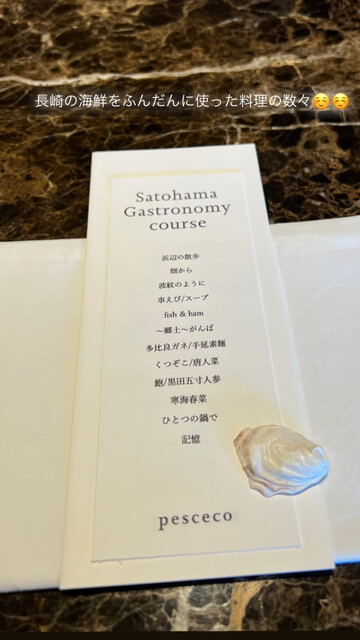 長崎の海鮮をふんだんに使った料理の数々😚😚
Satohama
Gastronomy
course
浜辺の散歩
畑から
波紋のように
車えび/スープ
fish & ham
〜郷土〜がんば
多比良ガネ/手延素麺
くつぞこ/唐人菜
鮑/黒田五寸人参
寒海春菜
ひとつの鍋で
記憶
pesceco